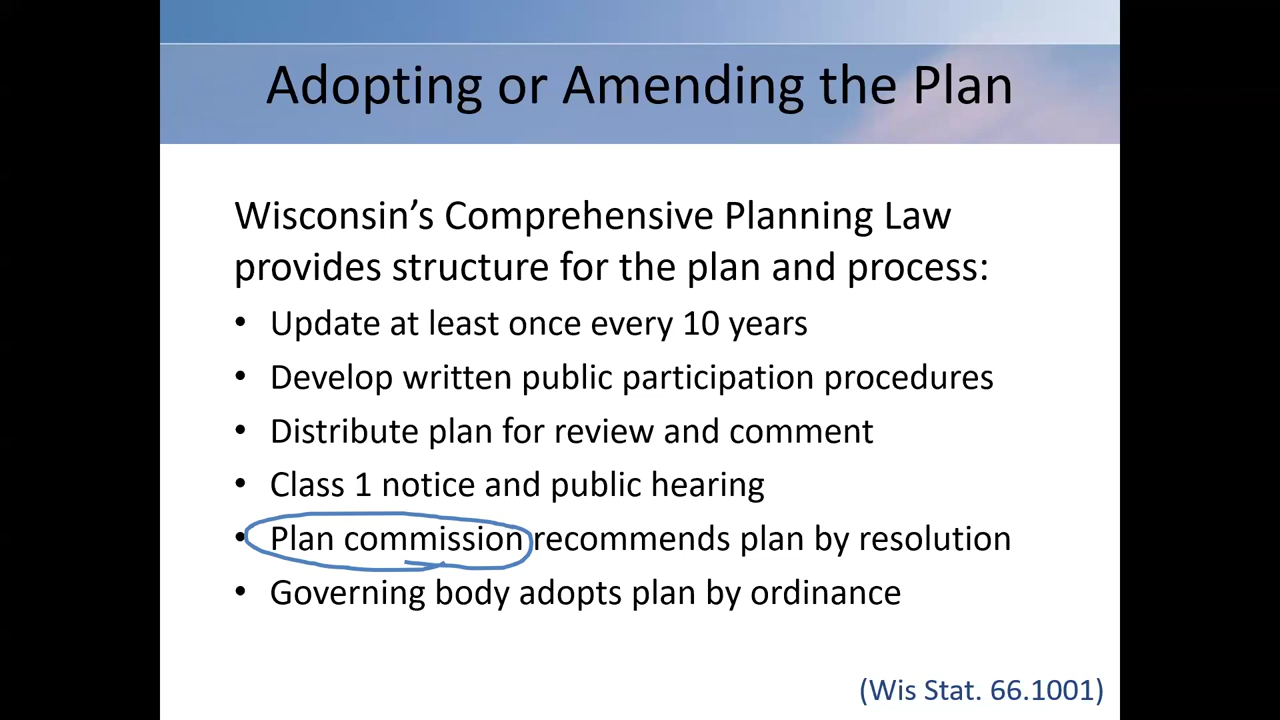 Adopting or Amending the Plan
Wisconsin’s Comprehensive Planning Law
provides structure for the plan and process:
• Update at least once every 10 years
• Develop written public participation procedures
• Distribute plan for review and comment
• Class 1 notice and public hearing
• Plan commission recommends plan by resolution
• Governing body adopts plan by ordinance
(Wis Stat. 66.1001)